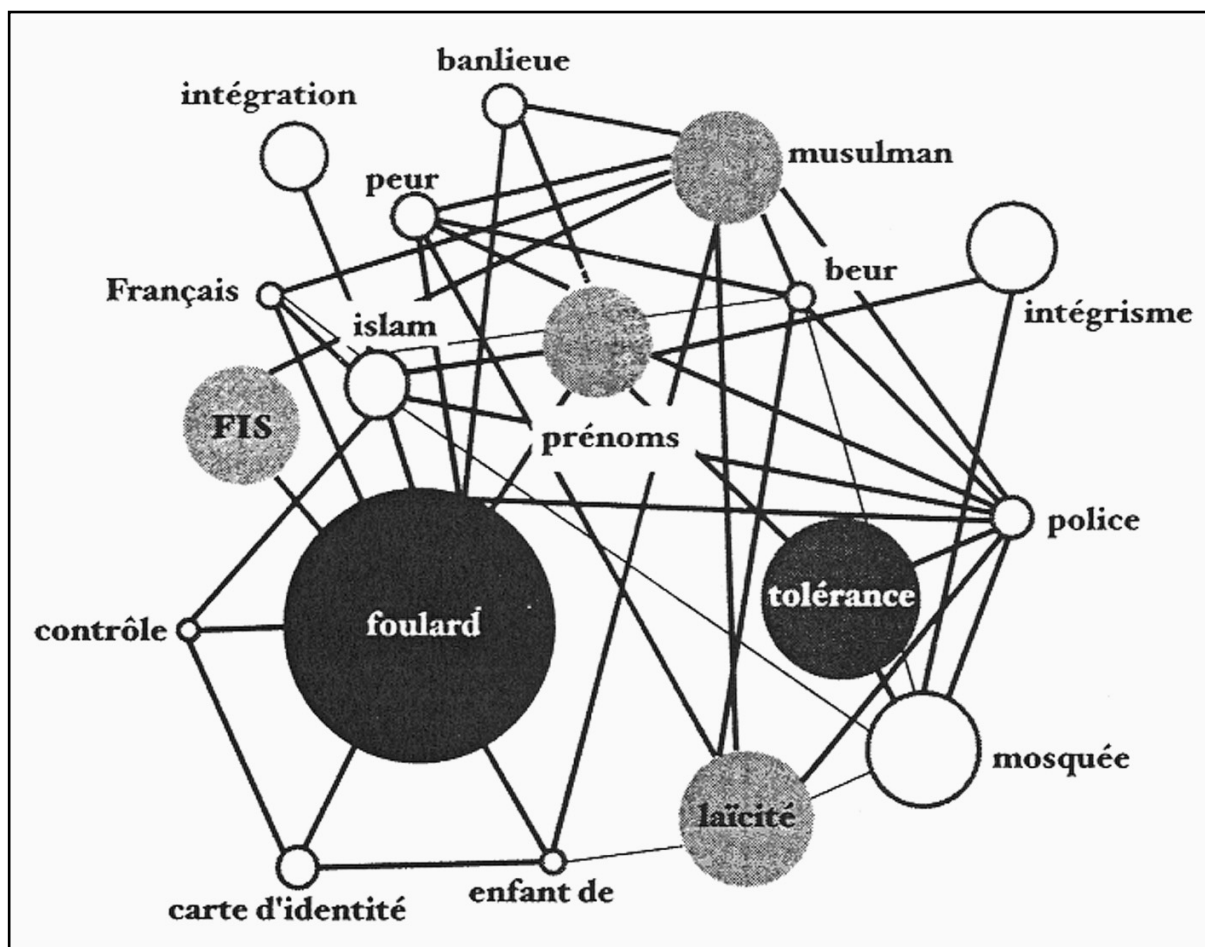 banlieue
intégration
musulman
peur
beur
Français
intégrisme
islam
FIS
prénoms
police
tolérance
foulard
contrôle
mosquée
laïcité
enfant de
carte d'identité